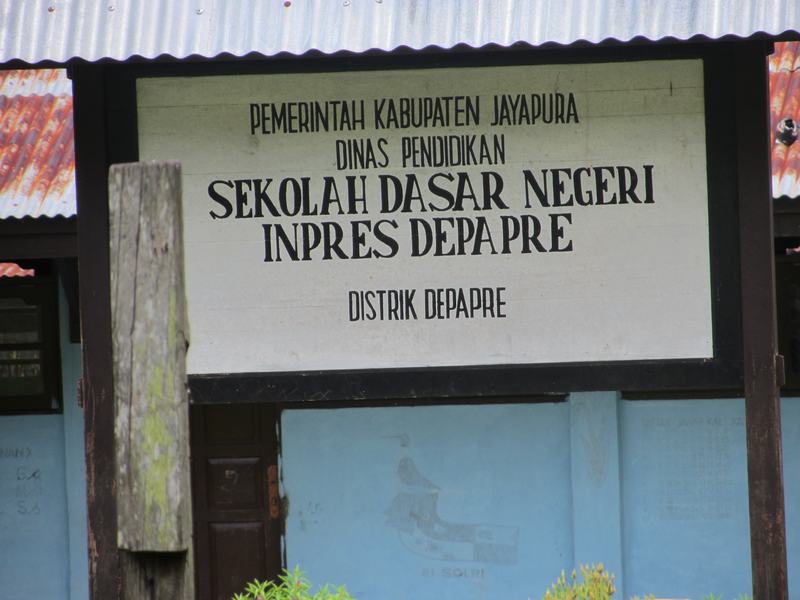 PEMERINTAH KABUPATEN JAYAPURA
DINAS PENDIDIKAN
SEKOLAH DASAR NEGERI
INPRES DEPAPRE
DISTRIK DEPAPRE